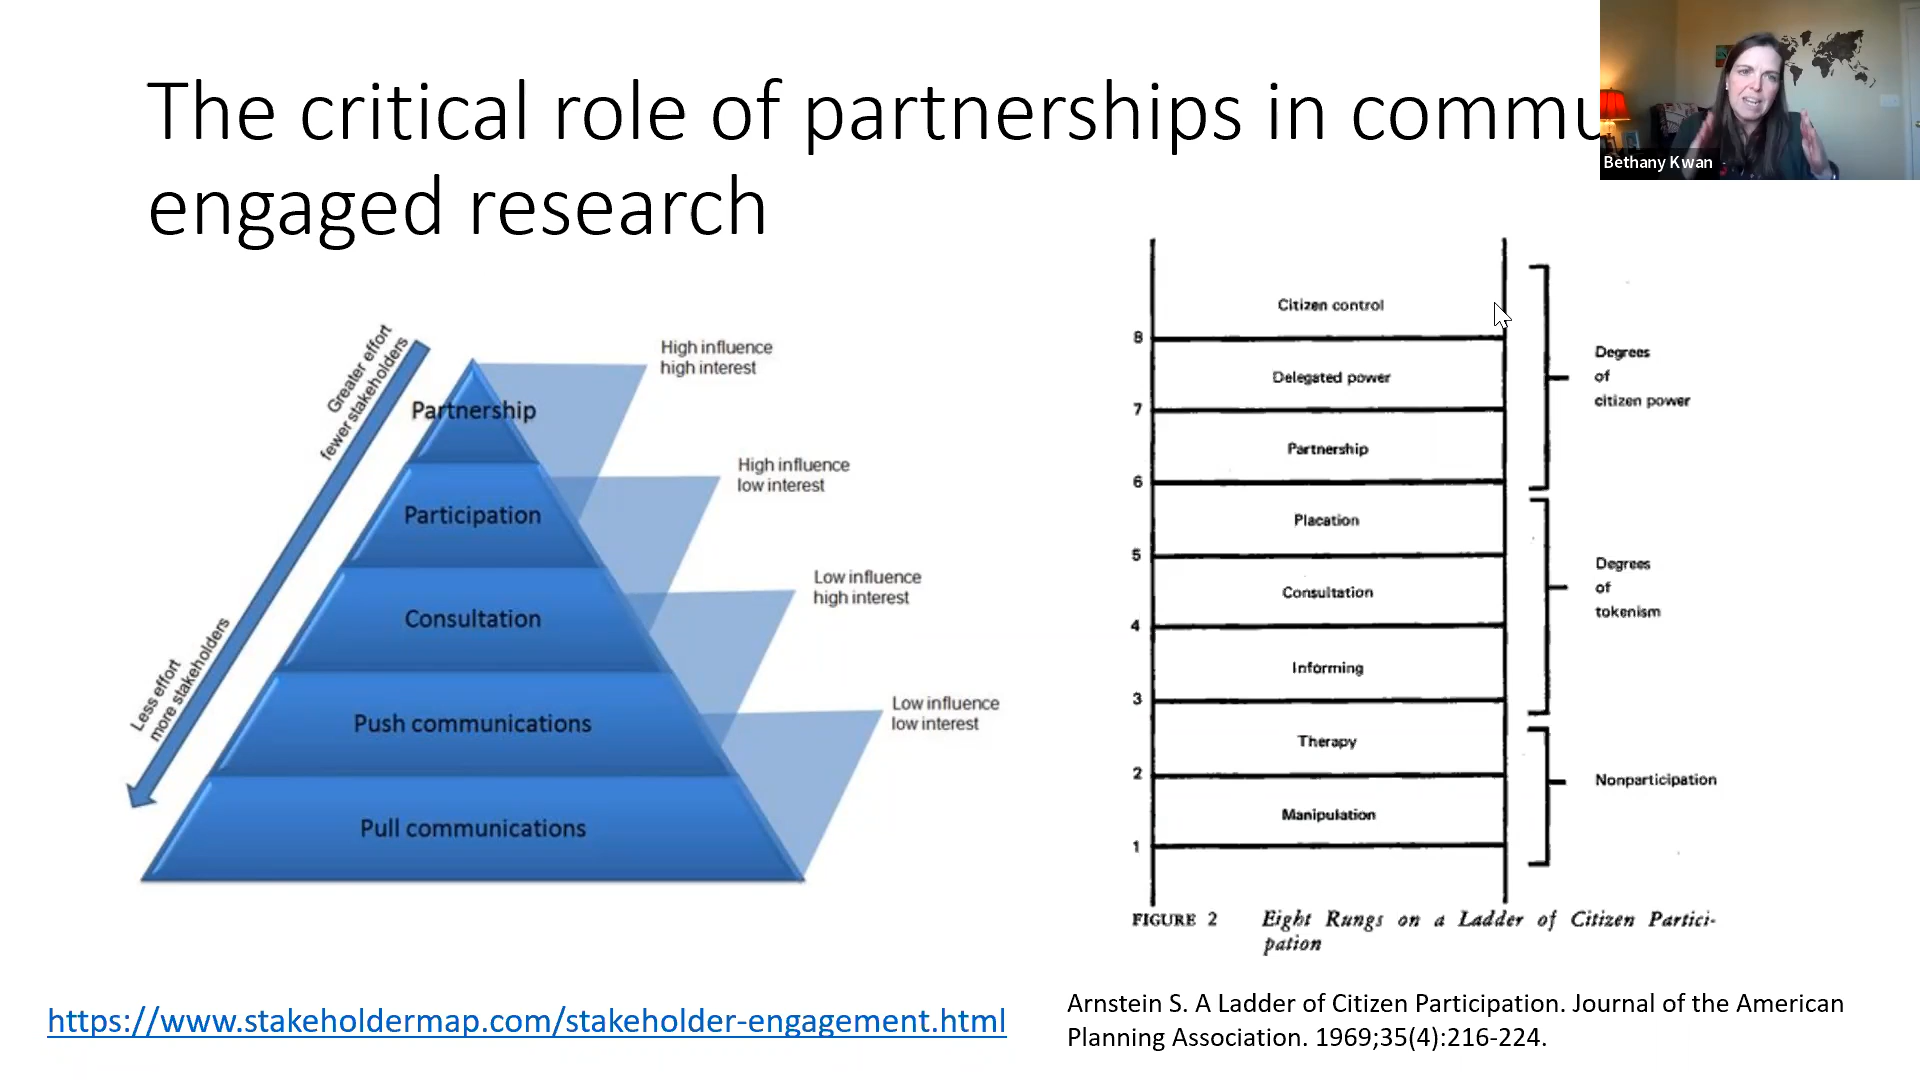 The critical role of partnerships in commu
engaged research
Bethany Kwan
Greater effort
fewer stakeholders
Less effort
more stakeholders
Partnership
Participation
Consultation
Push communications
Pull communications
High influence
high interest
High influence
low interest
Low influence
high interest
Low influence
low interest
Citizen control
8
Delegated power
7
Partnership
6
Placation
5
Consultation
4
Informing
3
Therapy
2
Manipulation
1
Degrees
of
citizen power
Degrees
of
tokenism
Nonparticipation
FIGURE 2 Eight Rungs on a Ladder of Citizen Partici-
pation
https://www.stakeholdermap.com/stakeholder-engagement.html
Arnstein S. A Ladder of Citizen Participation. Journal of the American
Planning Association. 1969;35(4):216-224.